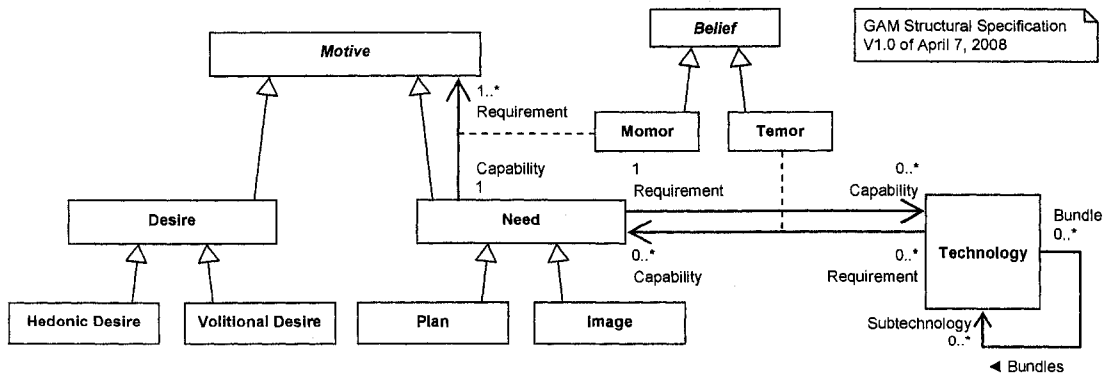 Belief
GAM Structural Specification
V1.0 of April 7, 2008
Motive
1..*
Requirement
Momor
Temor
Capability
1
1
Requirement
0..*
Capability
Desire
Need
Bundle
0..*
Technology
0..*
Capability
0..*
Requirement
Hedonic Desire
Volitional Desire
Plan
Image
Subtechnology
0..*
◄ Bundles